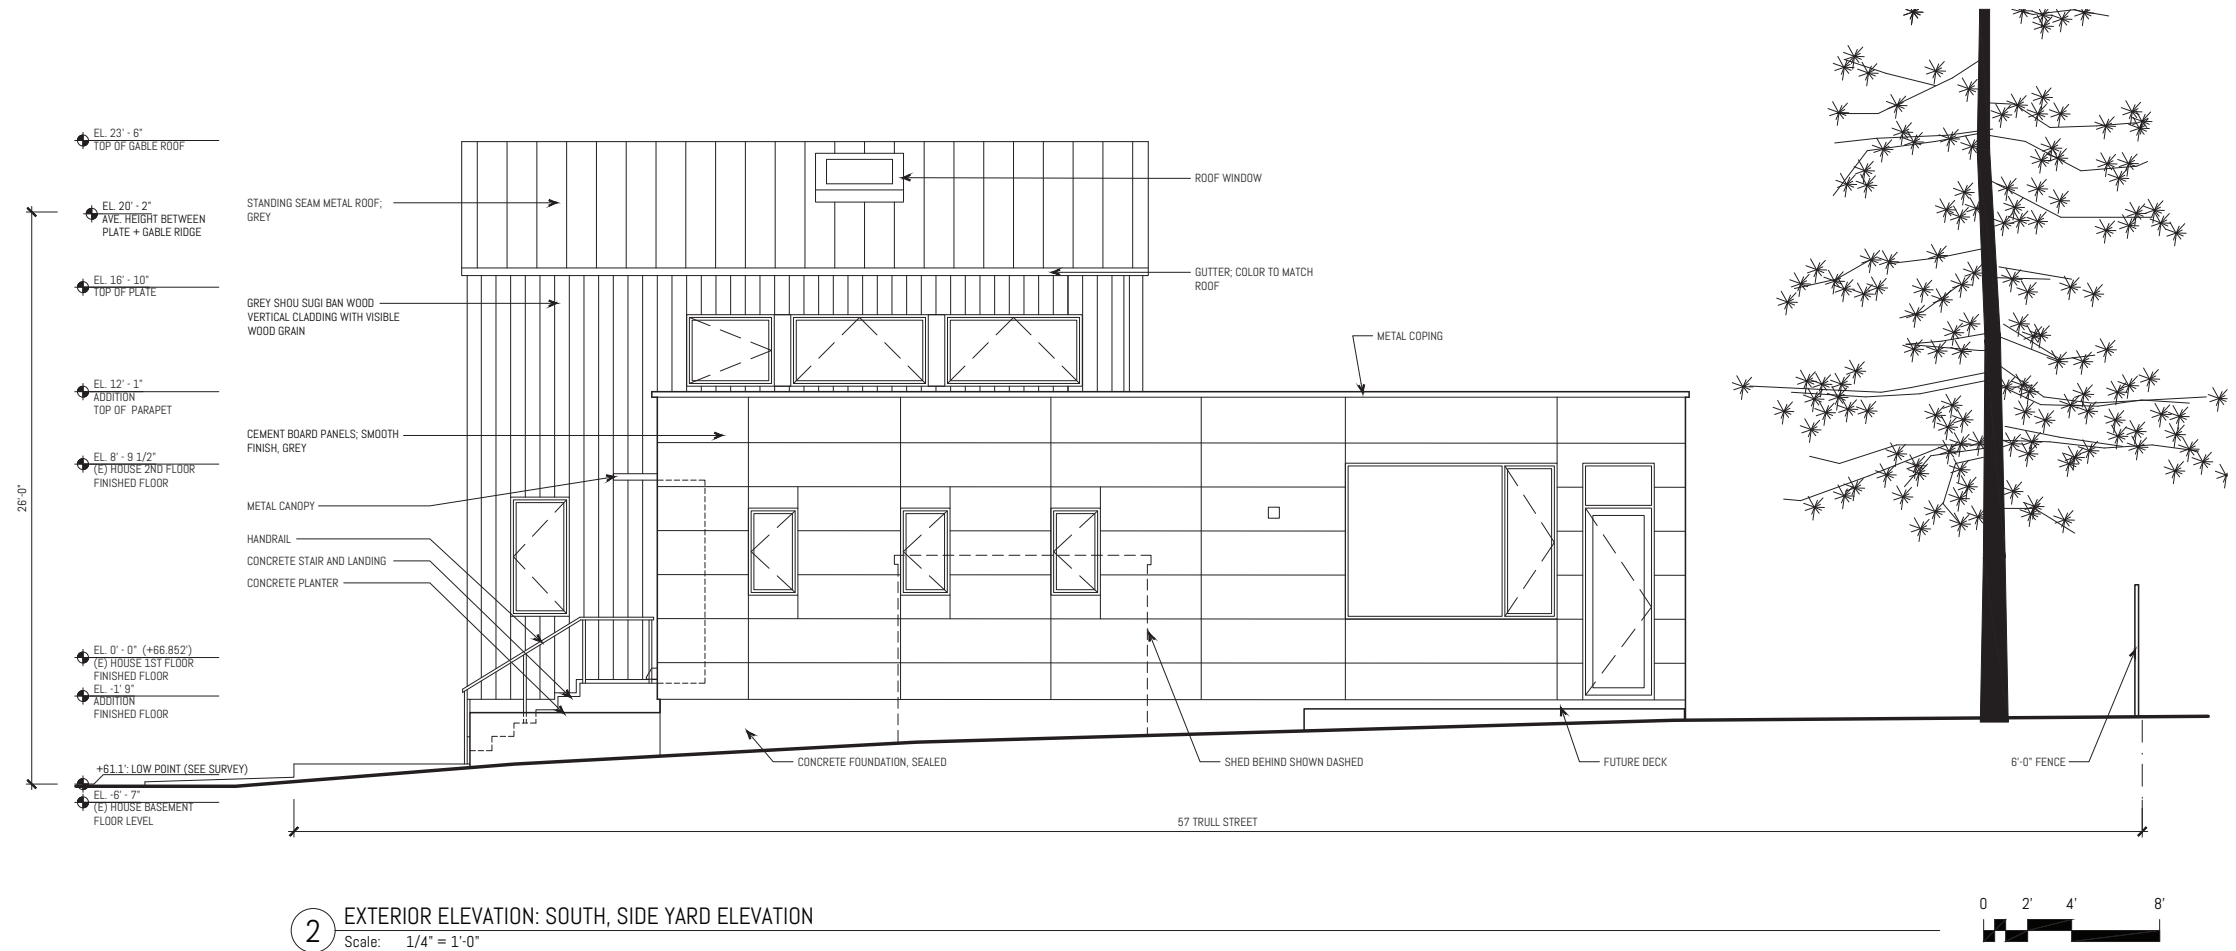 EL. 23' - 6"
TOP OF GABLE ROOF
EL. 20' - 2"
AVE. HEIGHT BETWEEN
PLATE + GABLE RIDGE
EL. 16' - 10"
TOP OF PLATE
EL. 12' - 1"
ADDITION
TOP OF PARAPET
EL. 8' - 9 1/2"
(E) HOUSE 2ND FLOOR
FINISHED FLOOR
26'-0"
EL. 0' - 0" (+66.852')
(E) HOUSE 1ST FLOOR
FINISHED FLOOR
EL. -1' 9"
ADDITION
FINISHED FLOOR
+61.1': LOW POINT (SEE SURVEY)
EL. -6' - 7"
(E) HOUSE BASEMENT
FLOOR LEVEL
STANDING SEAM METAL ROOF;
GREY
GREY SHOU SUGI BAN WOOD
VERTICAL CLADDING WITH VISIBLE
WOOD GRAIN
CEMENT BOARD PANELS; SMOOTH
FINISH, GREY
METAL CANOPY
HANDRAIL
CONCRETE STAIR AND LANDING
CONCRETE PLANTER
ROOF WINDOW
GUTTER; COLOR TO MATCH
ROOF
METAL COPING
CONCRETE FOUNDATION, SEALED
SHED BEHIND SHOWN DASHED
FUTURE DECK
6'-0" FENCE
57 TRULL STREET
2
EXTERIOR ELEVATION: SOUTH, SIDE YARD ELEVATION
Scale: 1/4" = 1'-0"
0 2' 4' 8'